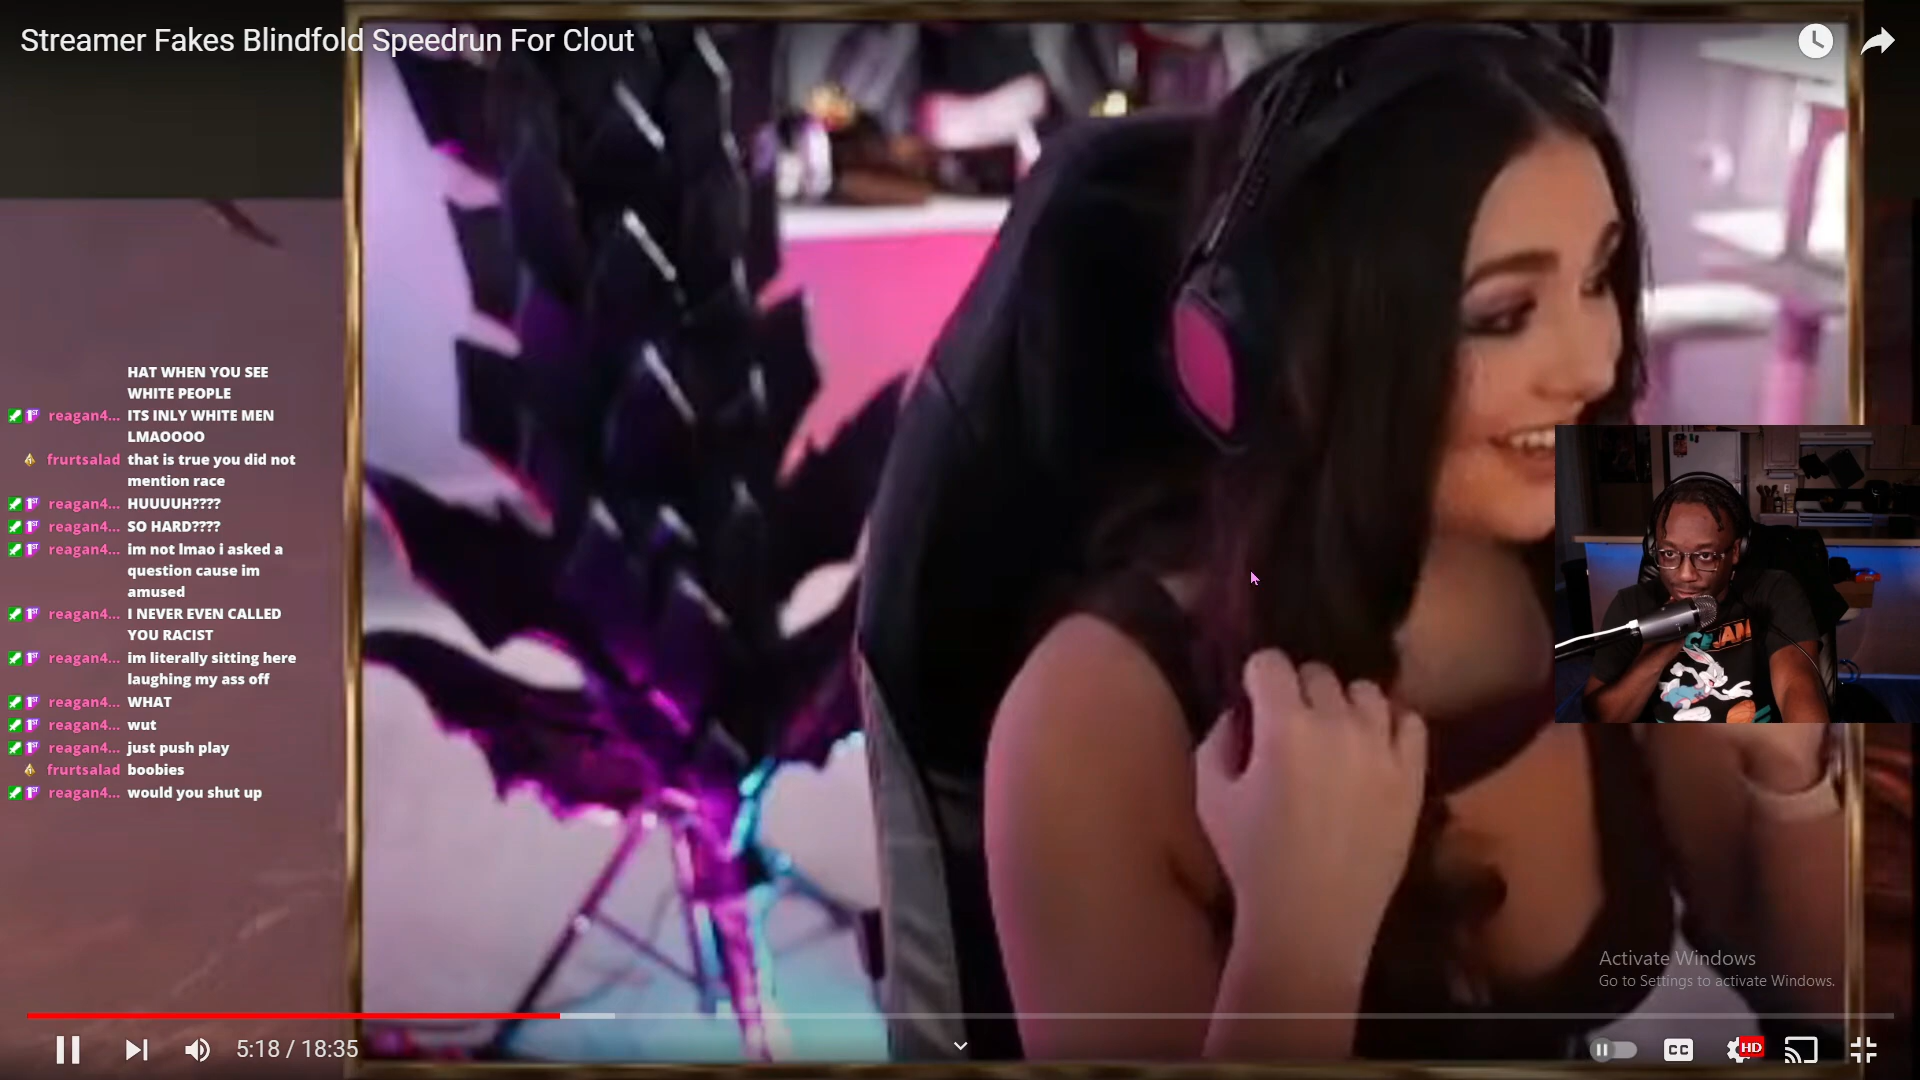 Streamer Fakes Blindfold Speedrun For Clout
HAT WHEN YOU SEE
WHITE PEOPLE
reagan4... ITS INLY WHITE MEN
LMAOOOO
frurtsalad that is true you did not
mention race
reagan4... HUUUUH????
reagan4... SO HARD????
reagan4... im not lmao i asked a
question cause im
amused
reagan4... I NEVER EVEN CALLED
YOU RACIST
reagan4... im literally sitting here
laughing my ass off
reagan4... WHAT
reagan4... wut
reagan4... just push play
frurtsalad boobies
reagan4... would you shut up
Activate Windows
Go to Settings to activate Windows.
5:18 / 18:35
CC
HD